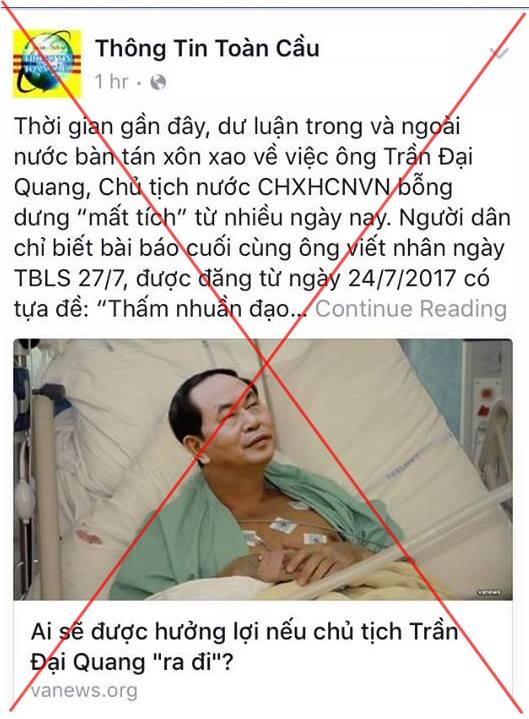 Thông Tin Toàn Cầu
1 hr
Thời gian gần đây, dư luận trong và ngoài
nước bàn tán xôn xao về việc ông Trần Đại
Quang, Chủ tịch nước CHXHCNVN bỗng
dưng “mất tích” từ nhiều ngày nay. Người dân
chỉ biết bài báo cuối cùng ông viết nhân ngày
TBLS 27/7, được đăng từ ngày 24/7/2017 có
tựa đề: “Thấm nhuần đạo... Continue Reading
vanews
Ai sẽ được hưởng lợi nếu chủ tịch Trần
Đại Quang "ra đi"?
vanews.org